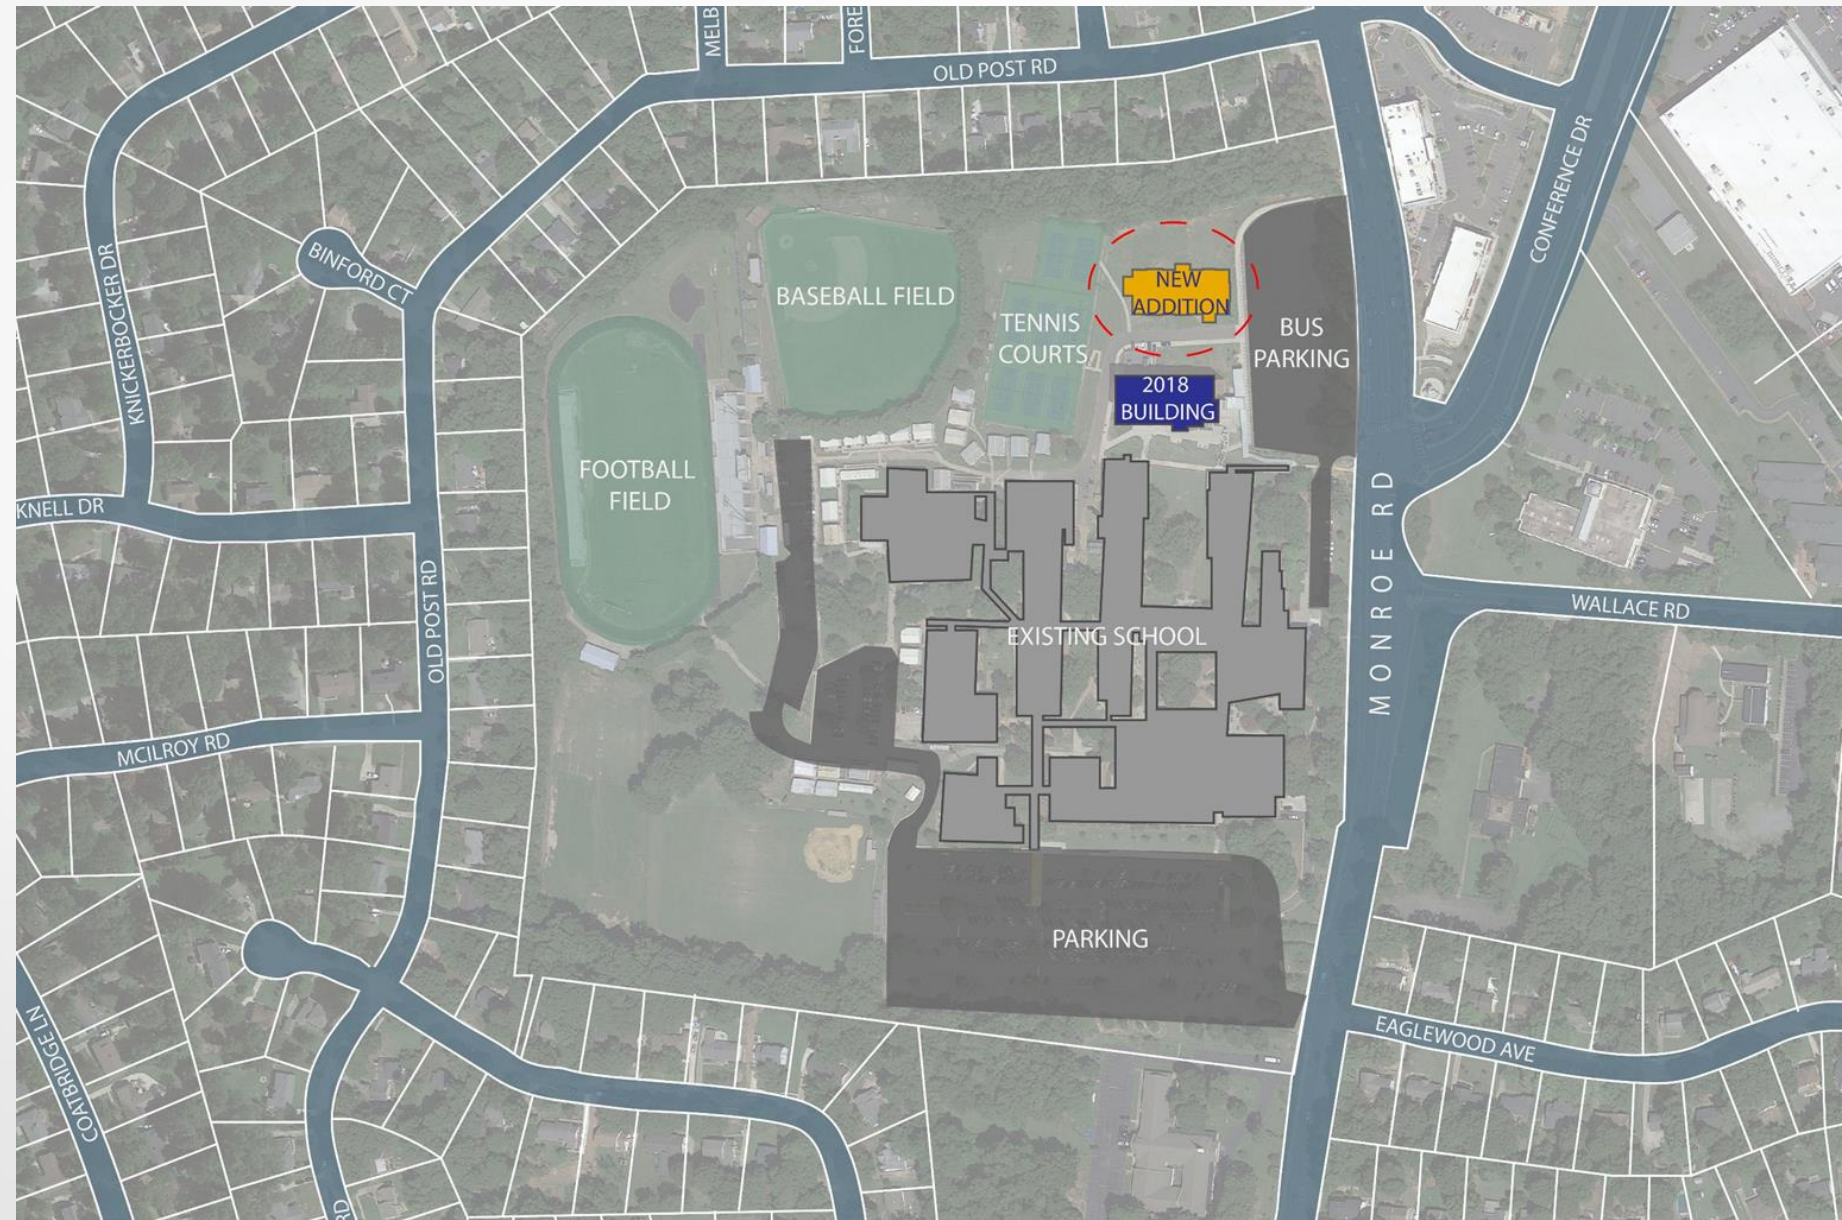 MELB
FORE
OLD POST RD
CONFERENCE DR
BINFORD CT
KNICKERBOCKER DR
BASEBALL FIELD
NEW
ADDITION
TENNIS
COURTS
BUS
PARKING
2018
BUILDING
FOOTBALL
FIELD
KNELL DR
MONROE RD
OLD POST RD
WALLACE RD
EXISTING SCHOOL
MCILROY RD
PARKING
COATBRIDGE LN
EAGLEWOOD AVE
RD